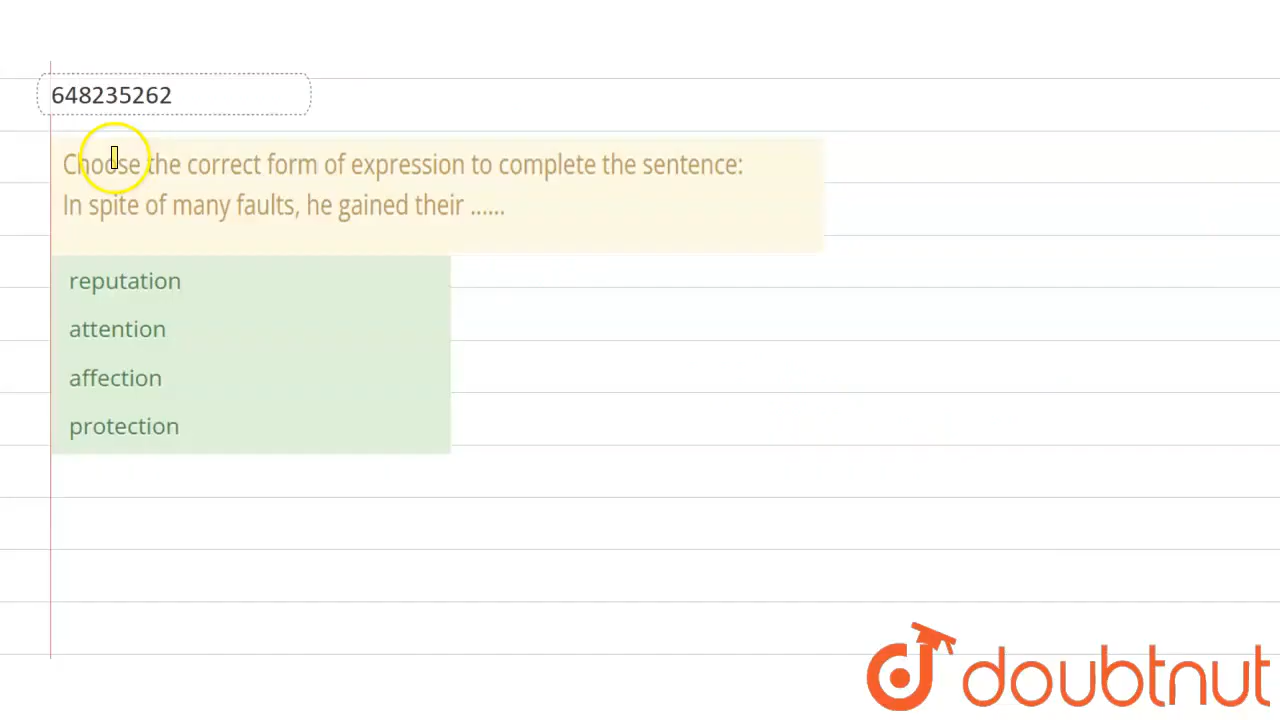 648235262
Choose the correct form of expression to complete the sentence:
In spite of many faults, he gained their ......
reputation
attention
affection
protection
doubtnut